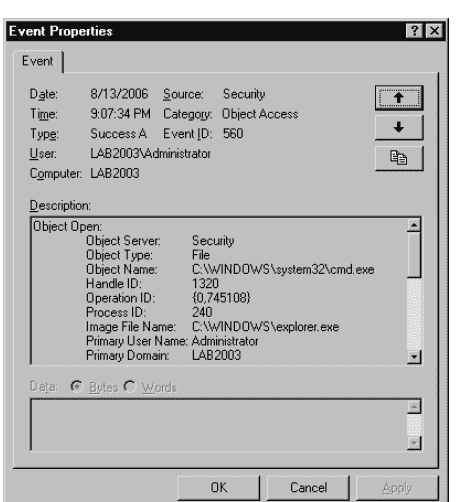 Event Properties
Event
Date: 8/13/2006 Source: Security
Time: 9:07:34 PM Category: Object Access
Type: Success A Event ID: 560
User: LAB2003\Administrator
Computer: LAB2003
Description:
Object Open:
Object Server: Security
Object Type: File
Object Name: C:\WINDOWS\system32\cmd.exe
Handle ID: 1320
Operation ID: {0,745108}
Process ID: 240
Image File Name: C:\WINDOWS\explorer.exe
Primary User Name: Administrator
Primary Domain: LAB2003
Data: Bytes Words
OK Cancel Apply